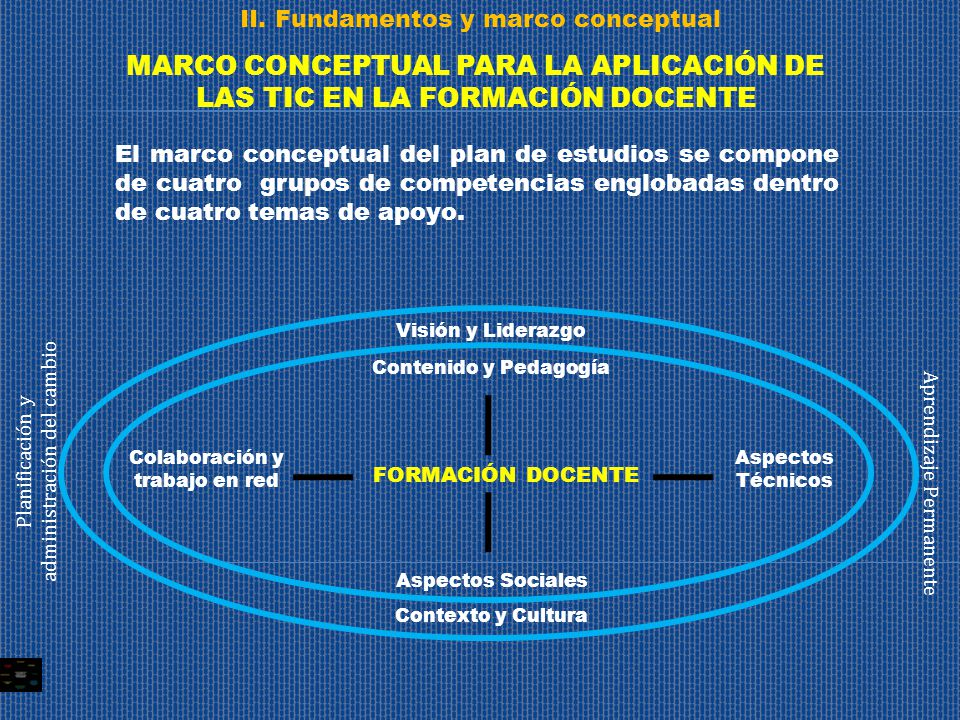 II. Fundamentos y marco conceptual
MARCO CONCEPTUAL PARA LA APLICACIÓN DE
LAS TIC EN LA FORMACIÓN DOCENTE
El marco conceptual del plan de estudios se compone
de cuatro grupos de competencias englobadas dentro
de cuatro temas de apoyo.
Visión y Liderazgo
Contenido y Pedagogía
Planificación y
administración del cambio
Colaboración y
trabajo en red
FORMACIÓN DOCENTE
Aspectos
Técnicos
Aprendizaje Permanente
Aspectos Sociales
Contexto y Cultura